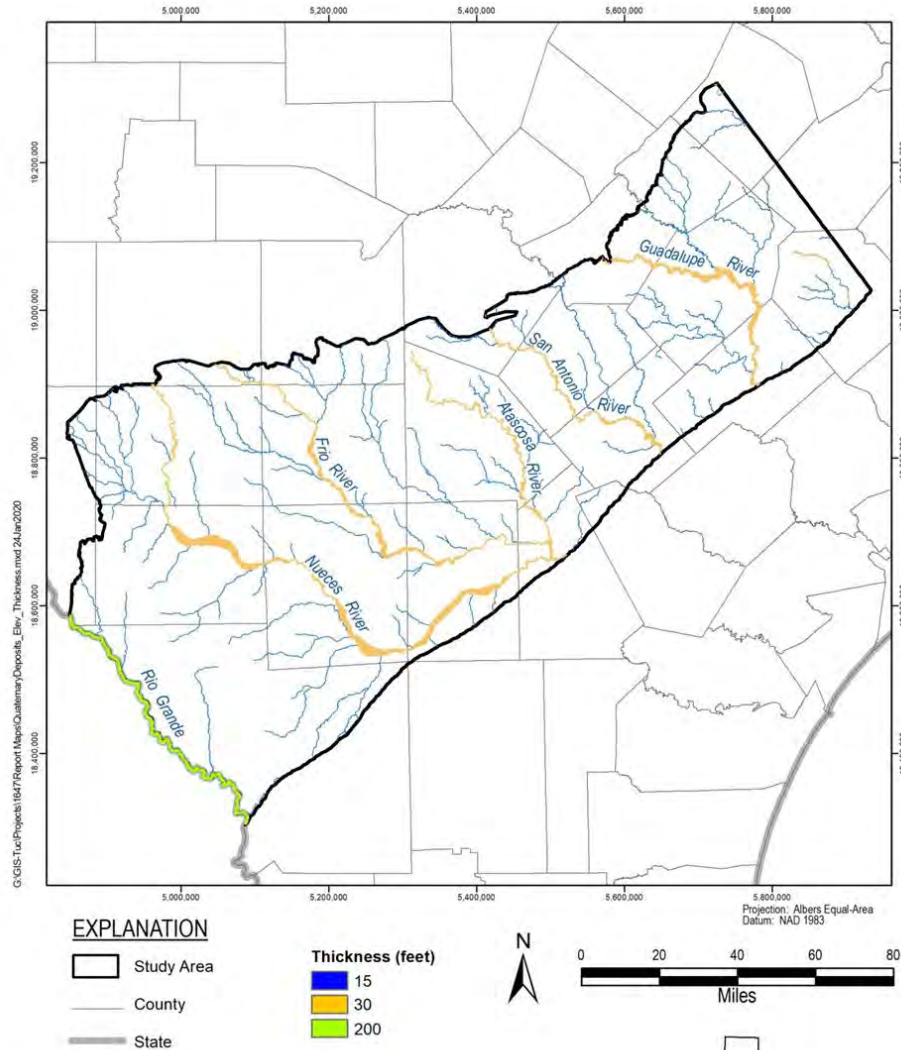 5,000,000 5,200,000 5,400,000 5,600,000 5,800,000
19,200,000
Guadalupe River
19,000,000
San Antonio River
Atascosa River
18,800,000
Frio River
Nueces River
18,600,000
Rio Grande
18,400,000
G:\GIS-Tuc\Projects\1647\Report Maps\QuaternaryDeposits_Elev_Thickness.mxd 24Jan2020
5,000,000 5,200,000 5,400,000 5,600,000 5,800,000
Projection: Albers Equal-Area
Datum: NAD 1983
EXPLANATION
Study Area
County
State
Thickness (feet)
15
30
200
N
0 20 40 60 80
Miles